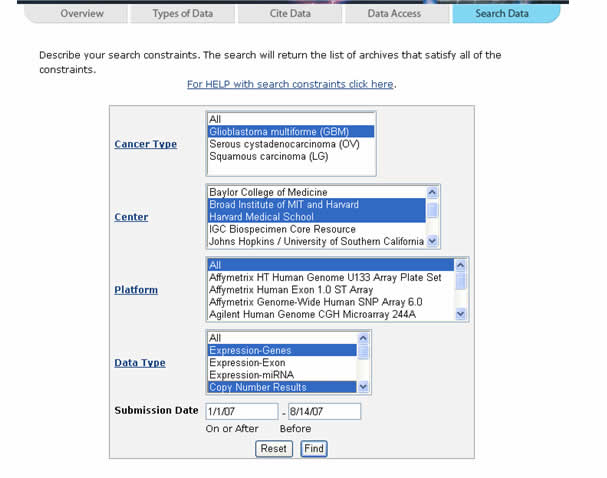 Overview Types of Data Cite Data Data Access Search Data
Describe your search constraints. The search will return the list of archives that satisfy all of the
constraints.
For HELP with search constraints click here.
Cancer Type
All
Glioblastoma multiforme (GBM)
Serous cystadenocarcinoma (OV)
Squamous carcinoma (LG)
Center
Baylor College of Medicine
Broad Institute of MIT and Harvard
Harvard Medical School
IGC Biospecimen Core Resource
Johns Hopkins / University of Southern California
Platform
All
Affymetrix HT Human Genome U133 Array Plate Set
Affymetrix Human Exon 1.0 ST Array
Affymetrix Genome-Wide Human SNP Array 6.0
Agilent Human Genome CGH Microarray 244A
Data Type
All
Expression-Genes
Expression-Exon
Expression-miRNA
Copy Number Results
Submission Date 1/1/07 - 8/14/07
On or After Before
Reset Find